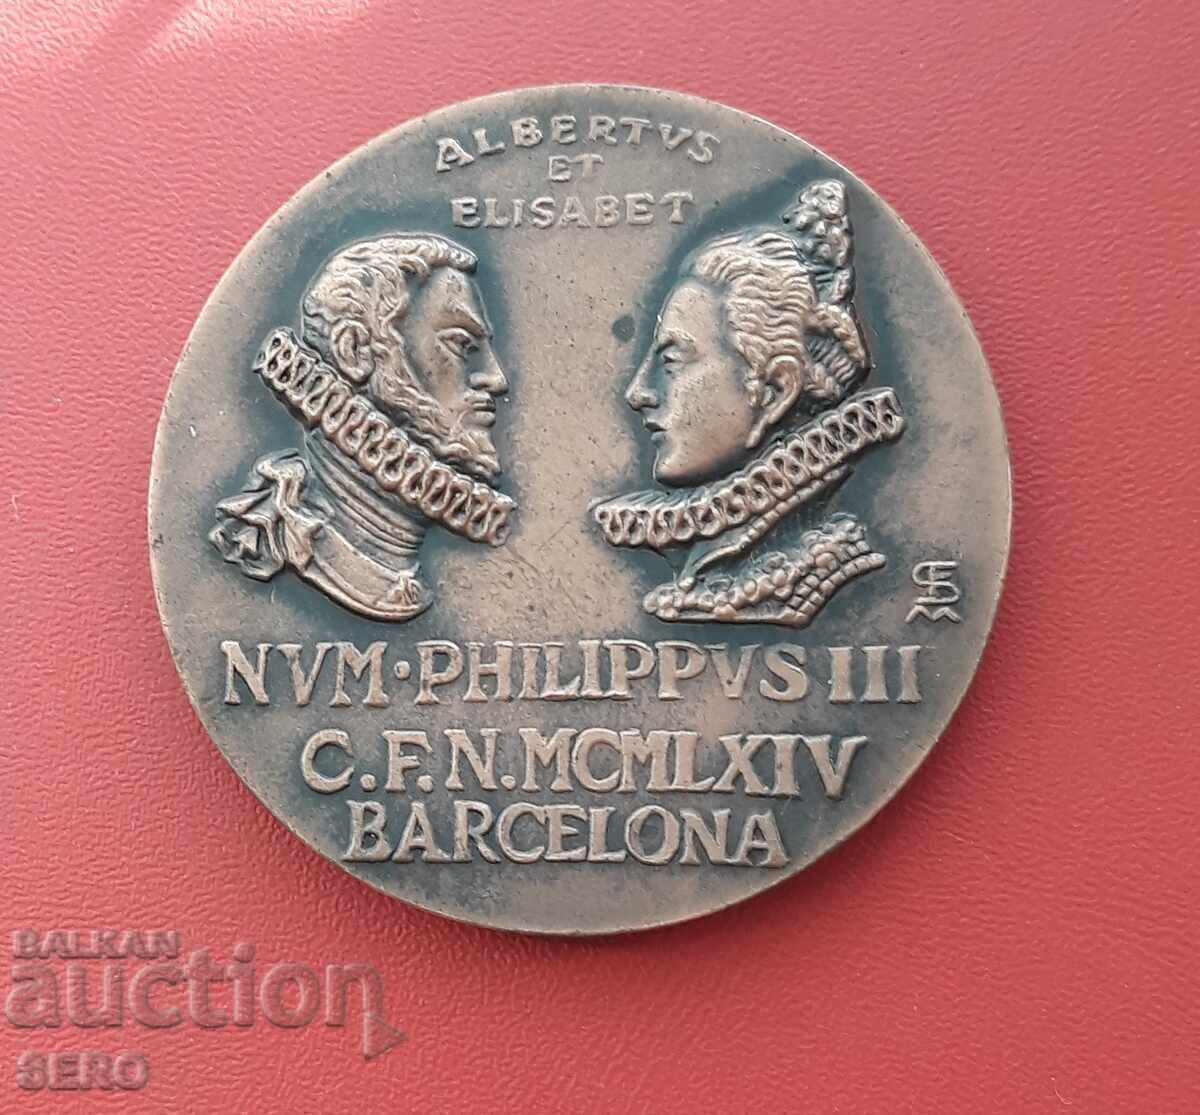 ALBERTVS
ET
ELISABET
NVM·PHILIPPVS III
C.F.N.MCMLXIV
BARCELONA
BALKAN
auction
SERO